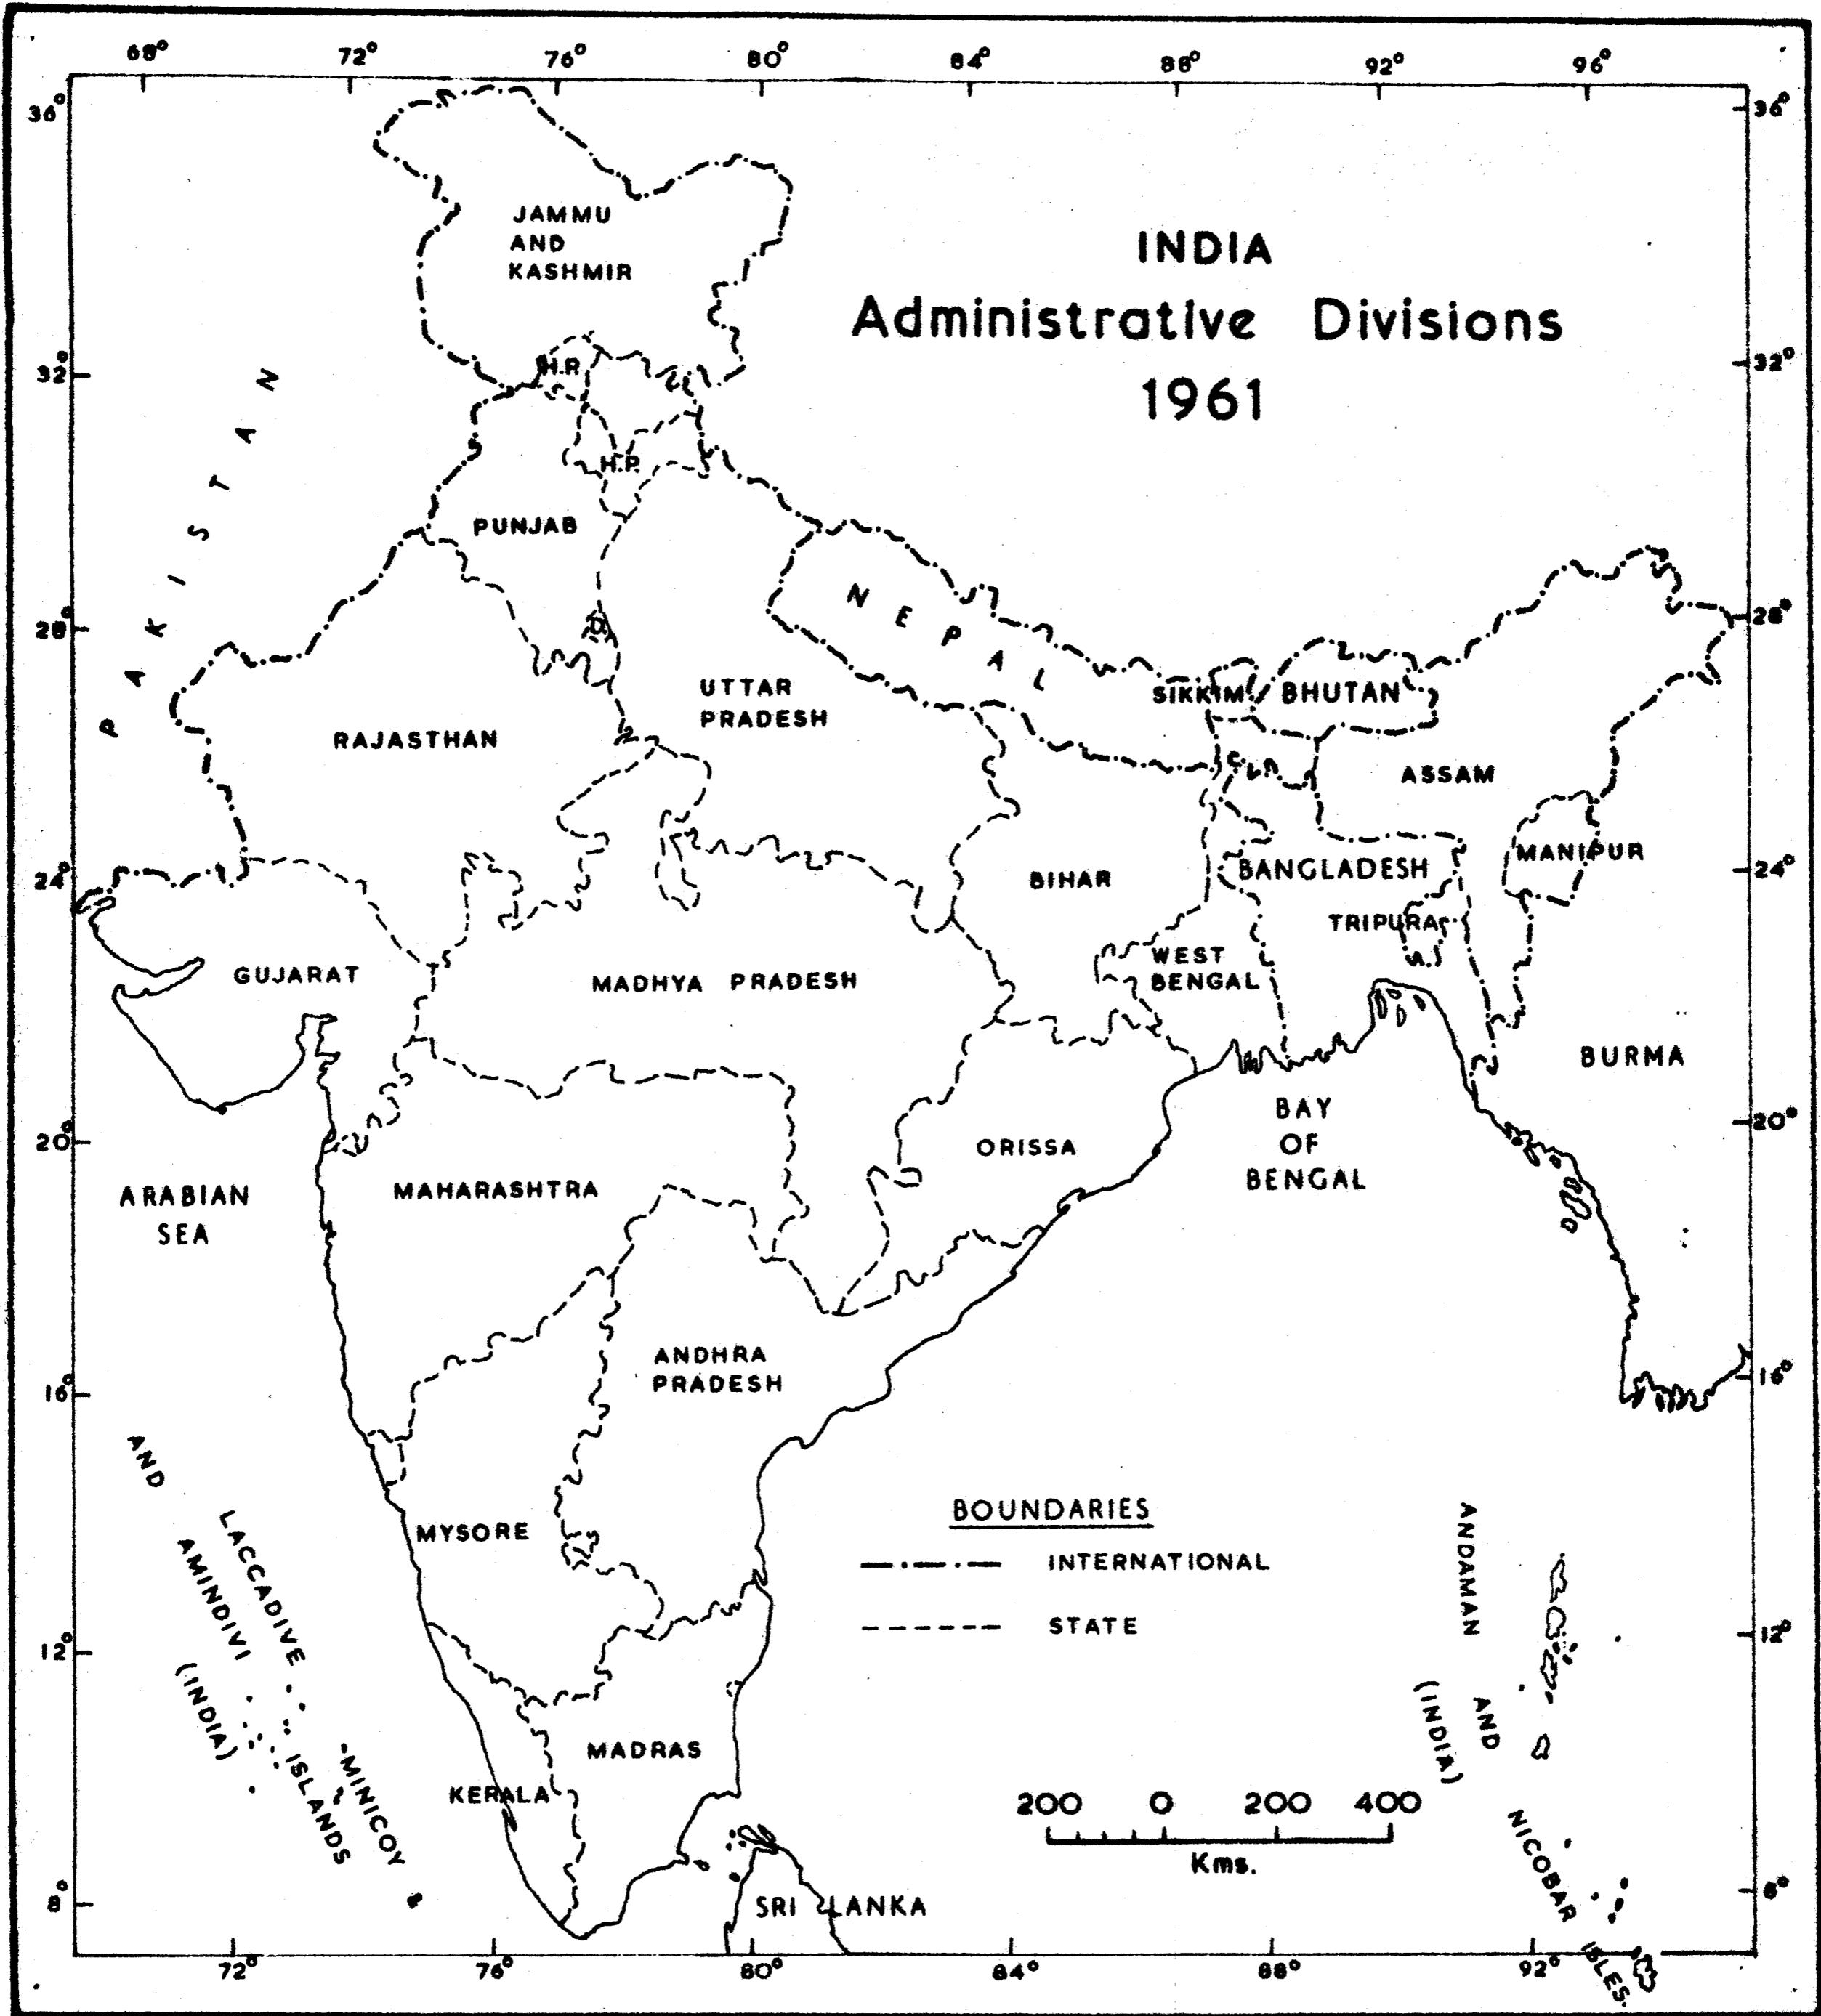 68° 72° 76° 80° 84° 88° 92° 96°
36° 36°
JAMMU
AND
KASHMIR
INDIA
Administrative Divisions
1961
32° 32°
H.P.
H.P.
PAKISTAN
PUNJAB
28° 28°
D
NEPAL
SIKKIM
BHUTAN
UTTAR
PRADESH
RAJASTHAN
ASSAM
24° 24°
BIHAR
BANGLADESH
MANIPUR
TRIPURA
GUJARAT
MADHYA PRADESH
WEST
BENGAL
BURMA
20° 20°
ORISSA
BAY
OF
BENGAL
ARABIAN
SEA
MAHARASHTRA
ANDHRA
PRADESH
16° 16°
MYSORE
BOUNDARIES
INTERNATIONAL
STATE
12° 12°
LACCADIVE
MINICOY &
AMINDIVI
AND
ISLANDS
(INDIA)
ANDAMAN
AND
NICOBAR
ISLES.
(INDIA)
MADRAS
KERALA
200 0 200 400
Kms.
8° 8°
SRI LANKA
72° 76° 80° 84° 88° 92°